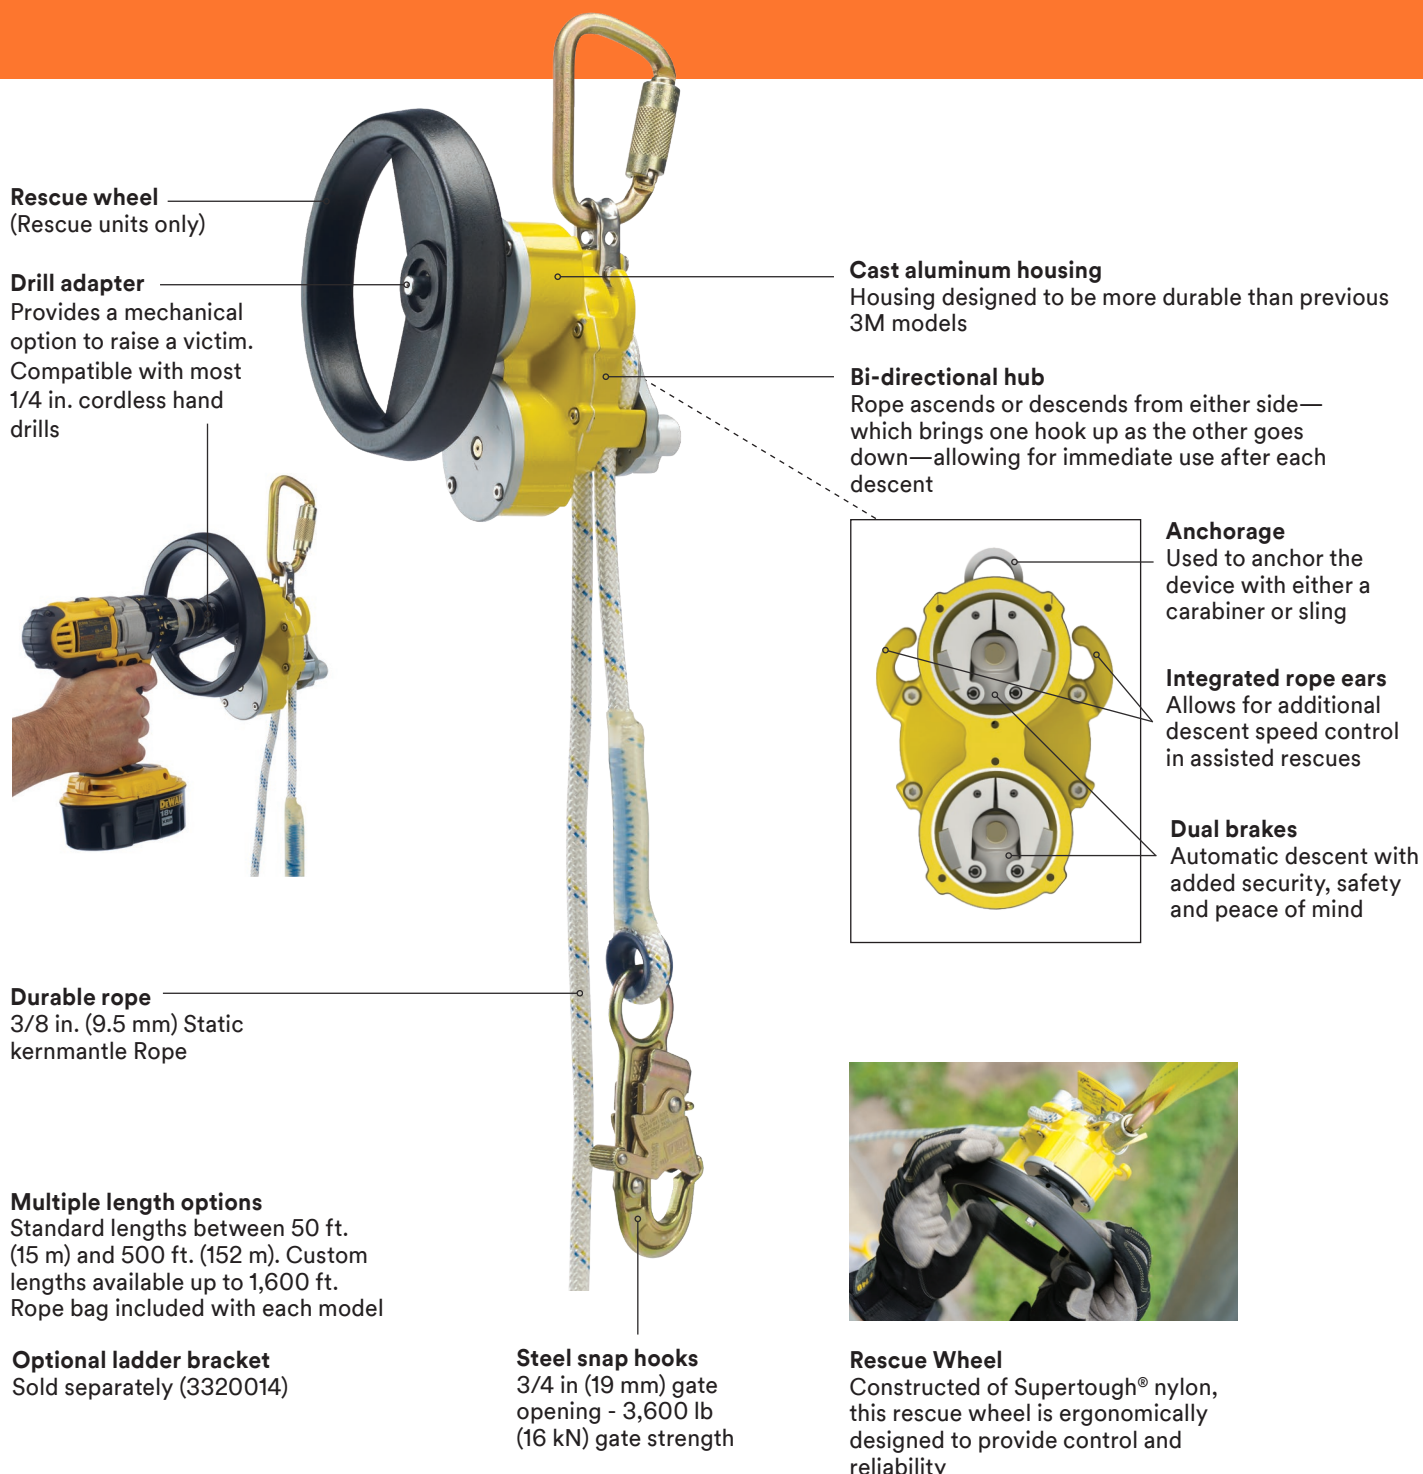 Rescue wheel
(Rescue units only)
Drill adapter
Provides a mechanical
option to raise a victim.
Compatible with most
1/4 in. cordless hand
drills
Cast aluminum housing
Housing designed to be more durable than previous
3M models
Bi-directional hub
Rope ascends or descends from either side—
which brings one hook up as the other goes
down—allowing for immediate use after each
descent
Anchorage
Used to anchor the
device with either a
carabiner or sling
Integrated rope ears
Allows for additional
descent speed control
in assisted rescues
Dual brakes
Automatic descent with
added security, safety
and peace of mind
DEWALT
18V
Durable rope
3/8 in. (9.5 mm) Static
kernmantle Rope
Multiple length options
Standard lengths between 50 ft.
(15 m) and 500 ft. (152 m). Custom
lengths available up to 1,600 ft.
Rope bag included with each model
Optional ladder bracket
Sold separately (3320014)
Steel snap hooks
3/4 in (19 mm) gate
opening - 3,600 lb
(16 kN) gate strength
Rescue Wheel
Constructed of Supertough® nylon,
this rescue wheel is ergonomically
designed to provide control and
reliability